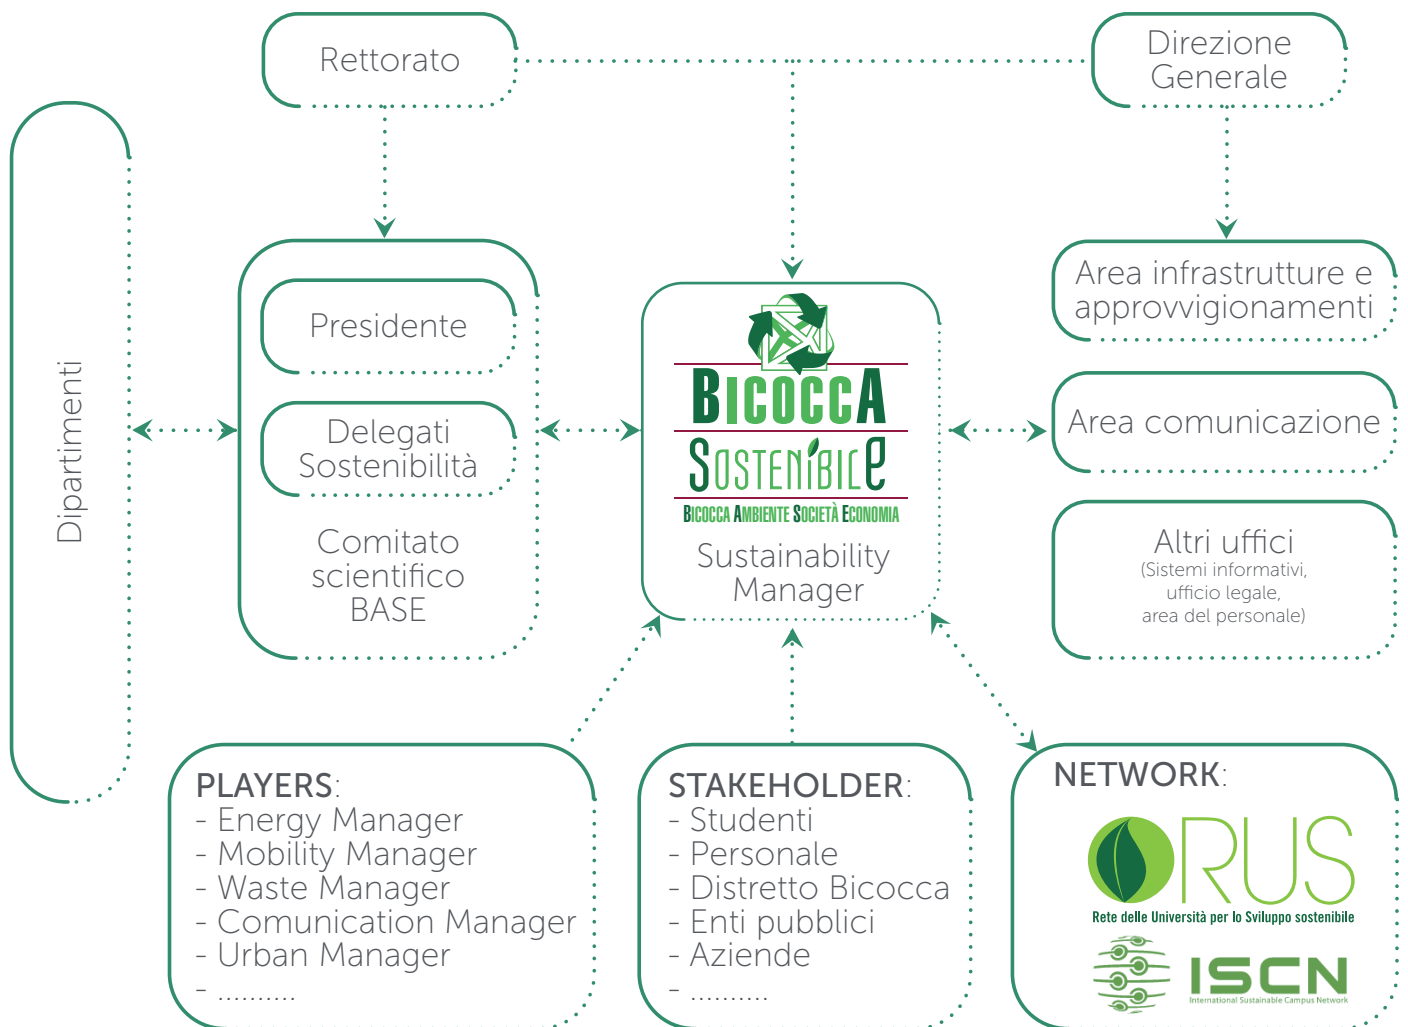 Rettorato
Direzione
Generale
Dipartimenti
Presidente
Delegati
Sostenibilità
Comitato
scientifico
BASE
BICOCCA
SOSTENIBILE
BICOCCA AMBIENTE SOCIETÀ ECONOMIA
Sustainability
Manager
Area infrastrutture e
approvvigionamenti
Area comunicazione
Altri uffici
(Sistemi informativi,
ufficio legale,
area del personale)
PLAYERS:
- Energy Manager
- Mobility Manager
- Waste Manager
- Comunication Manager
- Urban Manager
- ..........
STAKEHOLDER:
- Studenti
- Personale
- Distretto Bicocca
- Enti pubblici
- Aziende
- ..........
NETWORK:
RUS
Rete delle Università per lo Sviluppo sostenibile
ISCN
International Sustainable Campus Network